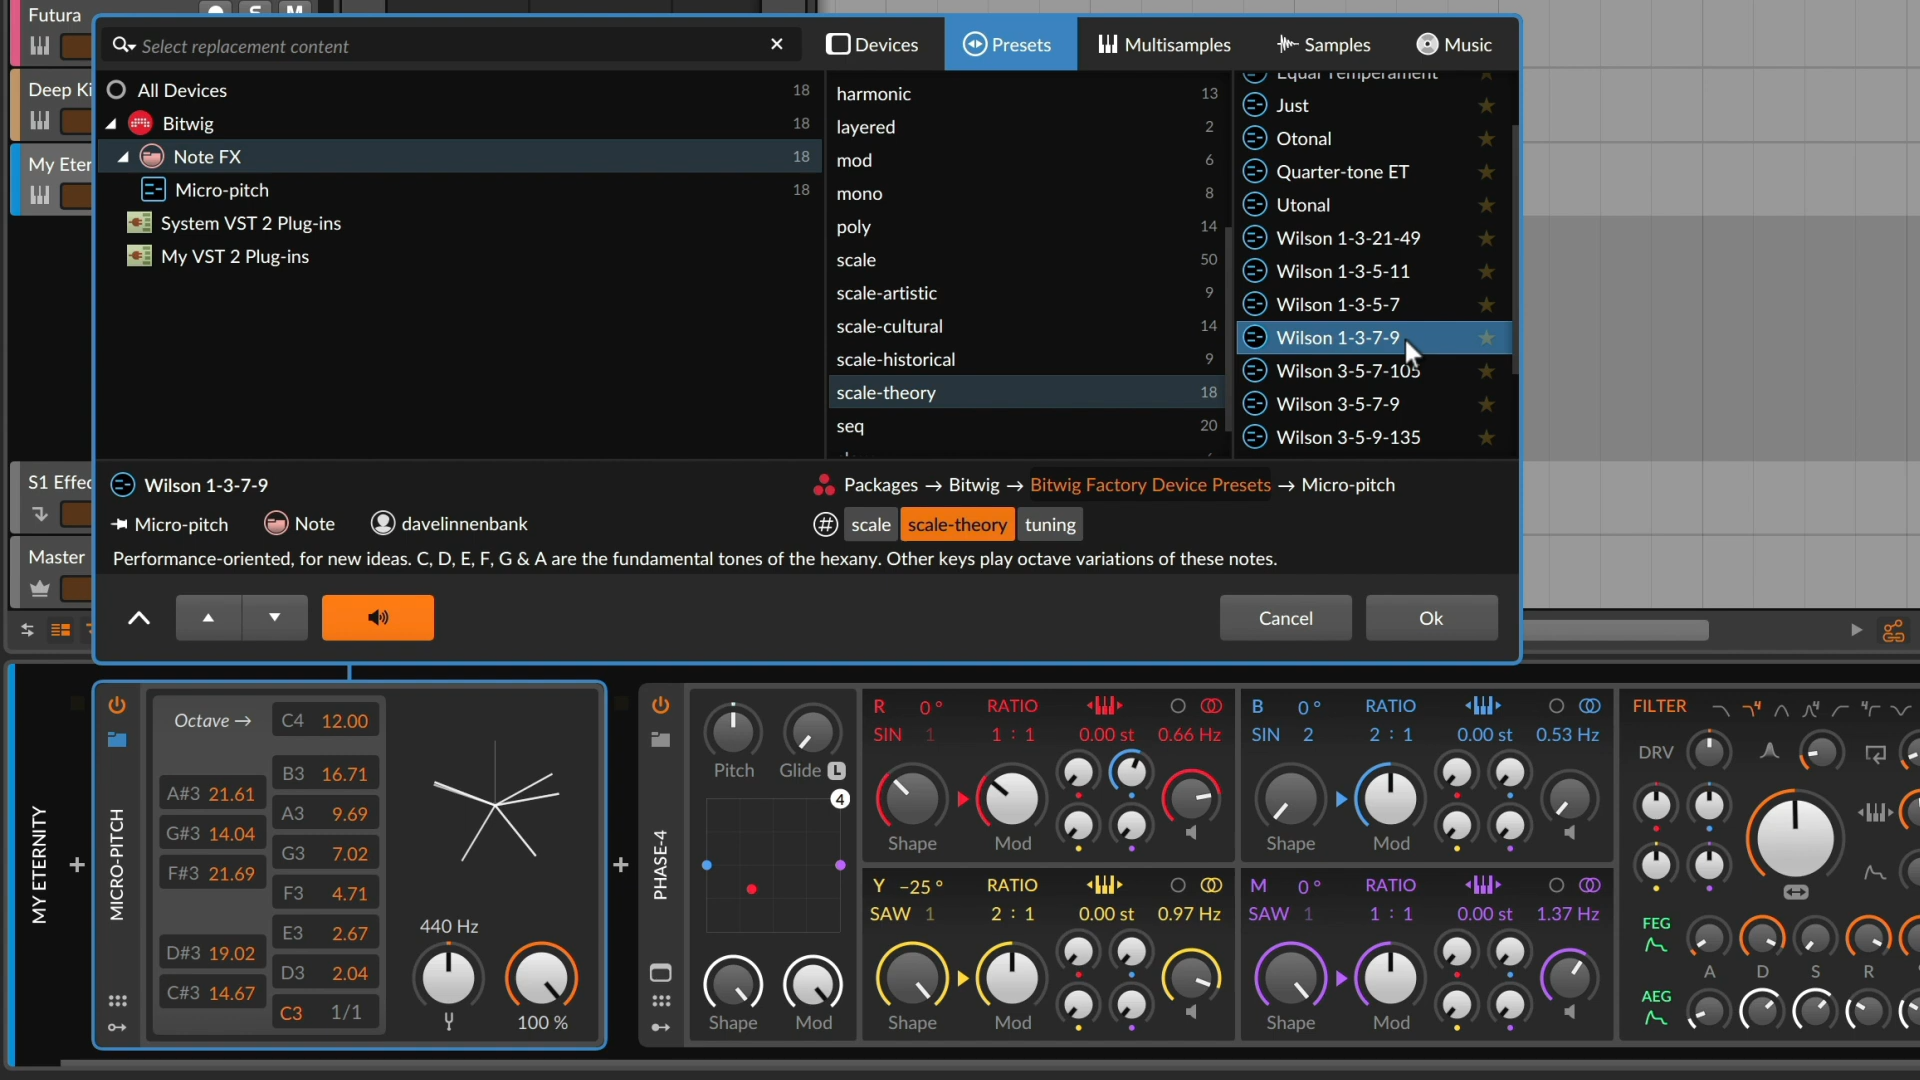 Futura
S M
Select replacement content
Devices
Presets
Multisamples
Samples
Music
Deep Ki
My Eter
All Devices 18
Bitwig 18
Note FX 18
Micro-pitch 18
System VST 2 Plug-ins
My VST 2 Plug-ins
harmonic 13
layered 2
mod 6
mono 8
poly 14
scale 50
scale-artistic 9
scale-cultural 14
scale-historical 9
scale-theory 18
seq 20
Equal Temperament
Just
Otonal
Quarter-tone ET
Utonal
Wilson 1-3-21-49
Wilson 1-3-5-11
Wilson 1-3-5-7
Wilson 1-3-7-9
Wilson 3-5-7-105
Wilson 3-5-7-9
Wilson 3-5-9-135
S1 Effec
Master
Wilson 1-3-7-9
Packages → Bitwig → Bitwig Factory Device Presets → Micro-pitch
Micro-pitch Note davelinnenbank
# scale scale-theory tuning
Performance-oriented, for new ideas. C, D, E, F, G & A are the fundamental tones of the hexany. Other keys play octave variations of these notes.
Cancel Ok
MY ETERNITY
MICRO-PITCH
Octave → C4 12.00
B3 16.71
A#3 21.61
A3 9.69
G#3 14.04
G3 7.02
F#3 21.69
F3 4.71
E3 2.67
D#3 19.02
D3 2.04
C#3 14.67
C3 1/1
440 Hz
100 %
PHASE-4
Pitch Glide L
4
Shape Mod
R 0° RATIO
SIN 1 1 : 1 0.00 st 0.66 Hz
Shape Mod
B 0° RATIO
SIN 2 2 : 1 0.00 st 0.53 Hz
Shape Mod
Y -25° RATIO
SAW 1 2 : 1 0.00 st 0.97 Hz
Shape Mod
M 0° RATIO
SAW 1 1 : 1 0.00 st 1.37 Hz
Shape Mod
FILTER
DRV
FEG
A D S R
AEG